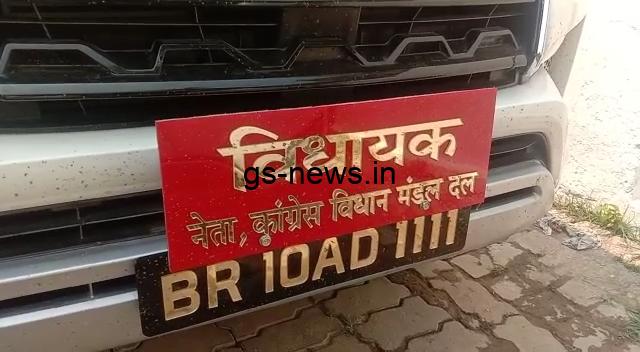 विधायक
gs-news.in
नेता, कांग्रेस विधान मंडल दल
BR 10AD 1111